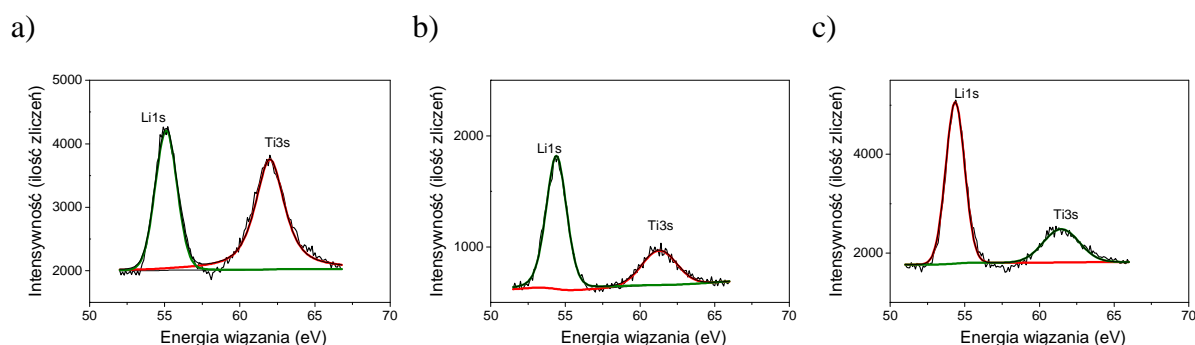 a)
5000
4000
3000
2000
Intensywność (ilość zliczeń)
Li1s
Ti3s
50 55 60 65 70
Energia wiązania (eV)
b)
2000
1000
Intensywność (ilość zliczeń)
Li1s
Ti3s
50 55 60 65 70
Energia wiązania (eV)
c)
4000
2000
Intensywność (ilość zliczeń)
Li1s
Ti3s
50 55 60 65 70
Energia wiązania (eV)